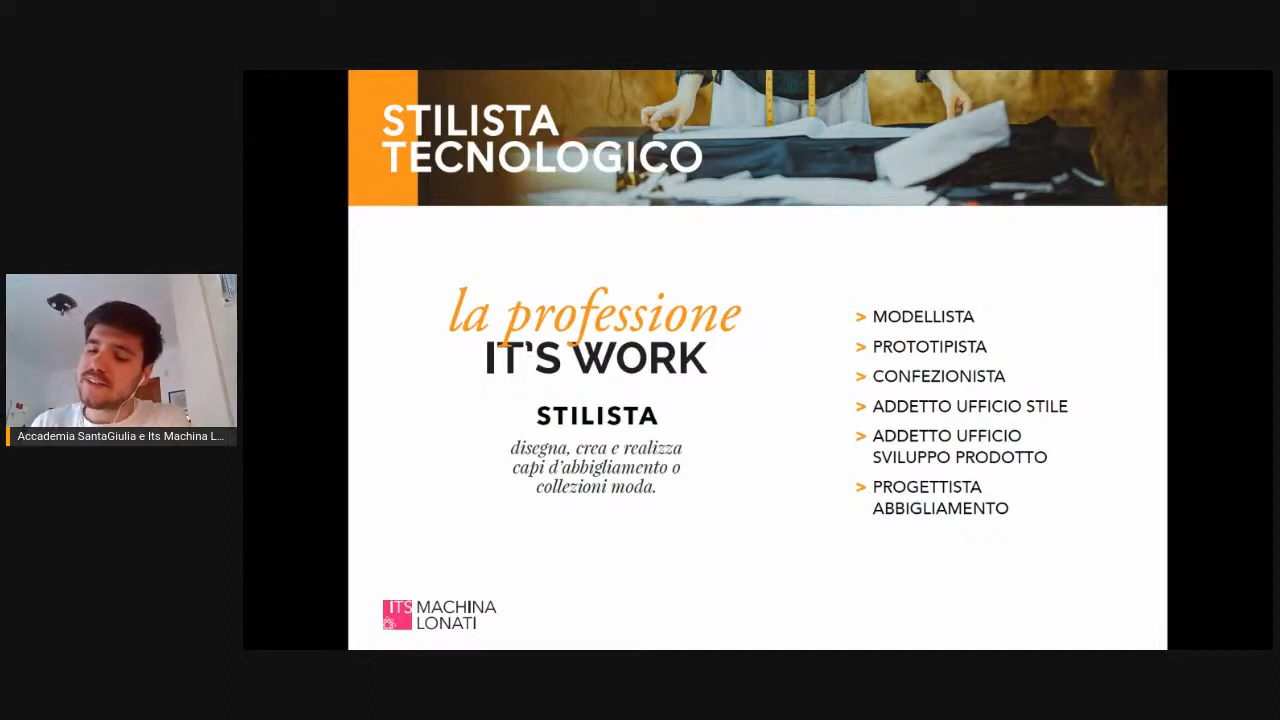 STILISTA
TECNOLOGICO
la professione
IT'S WORK
STILISTA
disegna, crea e realizza
capi d'abbigliamento o
collezioni moda.
> MODELLISTA
> PROTOTIPISTA
> CONFEZIONISTA
> ADDETTO UFFICIO STILE
> ADDETTO UFFICIO
SVILUPPO PRODOTTO
> PROGETTISTA
ABBIGLIAMENTO
ITS MACHINA
LONATI
Accademia SantaGiulia e Its Machina L...